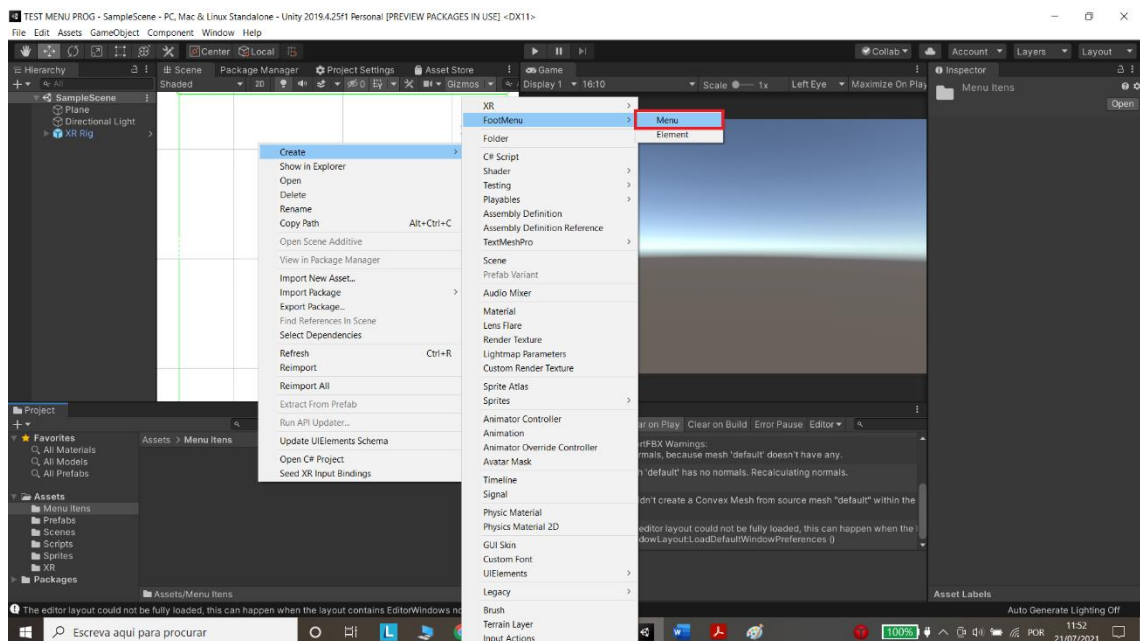 TEST MENU PROG - SampleScene - PC, Mac & Linux Standalone - Unity 2019.4.25f1 Personal [PREVIEW PACKAGES IN USE] <DX11>
File Edit Assets GameObject Component Window Help
Center Local
Collab Account Layers Layout
Hierarchy
All
SampleScene
Plane
Directional Light
XR Rig
Scene Package Manager Project Settings Asset Store
Shaded 2D 0 Gizmos
Game
Display 1 16:10 Scale 1x Left Eye Maximize On Play
Inspector
Menu Itens
Open
Create
Show in Explorer
Open
Delete
Rename
Copy Path Alt+Ctrl+C
Open Scene Additive
View in Package Manager
Import New Asset...
Import Package
Export Package...
Find References In Scene
Select Dependencies
Refresh Ctrl+R
Reimport
Reimport All
Extract From Prefab
Run API Updater...
Update UIElements Schema
Open C# Project
Seed XR Input Bindings
XR
FootMenu
Folder
C# Script
Shader
Testing
Playables
Assembly Definition
Assembly Definition Reference
TextMeshPro
Scene
Prefab Variant
Audio Mixer
Material
Lens Flare
Render Texture
Lightmap Parameters
Custom Render Texture
Sprite Atlas
Sprites
Animator Controller
Animation
Animator Override Controller
Avatar Mask
Timeline
Signal
Physic Material
Physics Material 2D
GUI Skin
Custom Font
UIElements
Legacy
Brush
Terrain Layer
Input Actions
Menu
Element
Project
Favorites
All Materials
All Models
All Prefabs
Assets
Menu Itens
Prefabs
Scenes
Scripts
Sprites
XR
Packages
Assets > Menu Itens
Assets/Menu Itens
on Play Clear on Build Error Pause Editor
Warnings:
because mesh 'default' doesn't have any.
'default' has no normals. Recalculating normals.
create a Convex Mesh from source mesh "default" within the
editor layout could not be fully loaded, this can happen when the
()
Asset Labels
The editor layout could not be fully loaded, this can happen when the layout contains EditorWindows
Auto Generate Lighting Off
Escreva aqui para procurar
100%
POR
11:52
21/07/2021